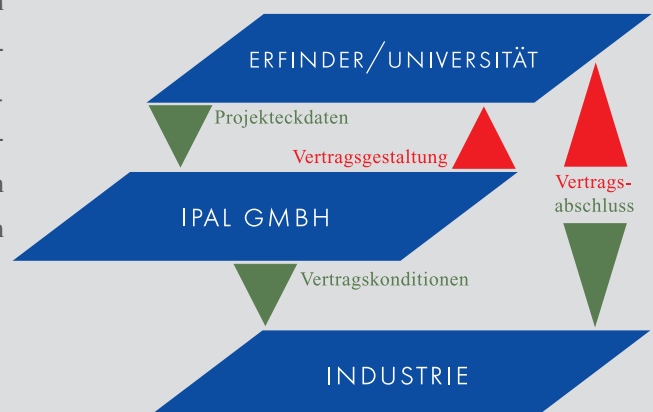 ERFINDER/UNIVERSITÄT
Projekteckdaten
Vertragsgestaltung
Vertrags-
abschluss
IPAL GMBH
Vertragskonditionen
INDUSTRIE